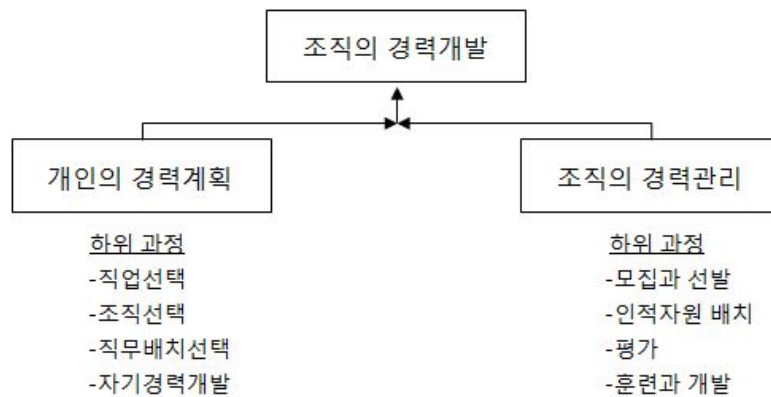 조직의 경력개발
개인의 경력계획
조직의 경력관리
하위 과정
-직업선택
-조직선택
-직무배치선택
-자기경력개발
하위 과정
-모집과 선발
-인적자원 배치
-평가
-훈련과 개발